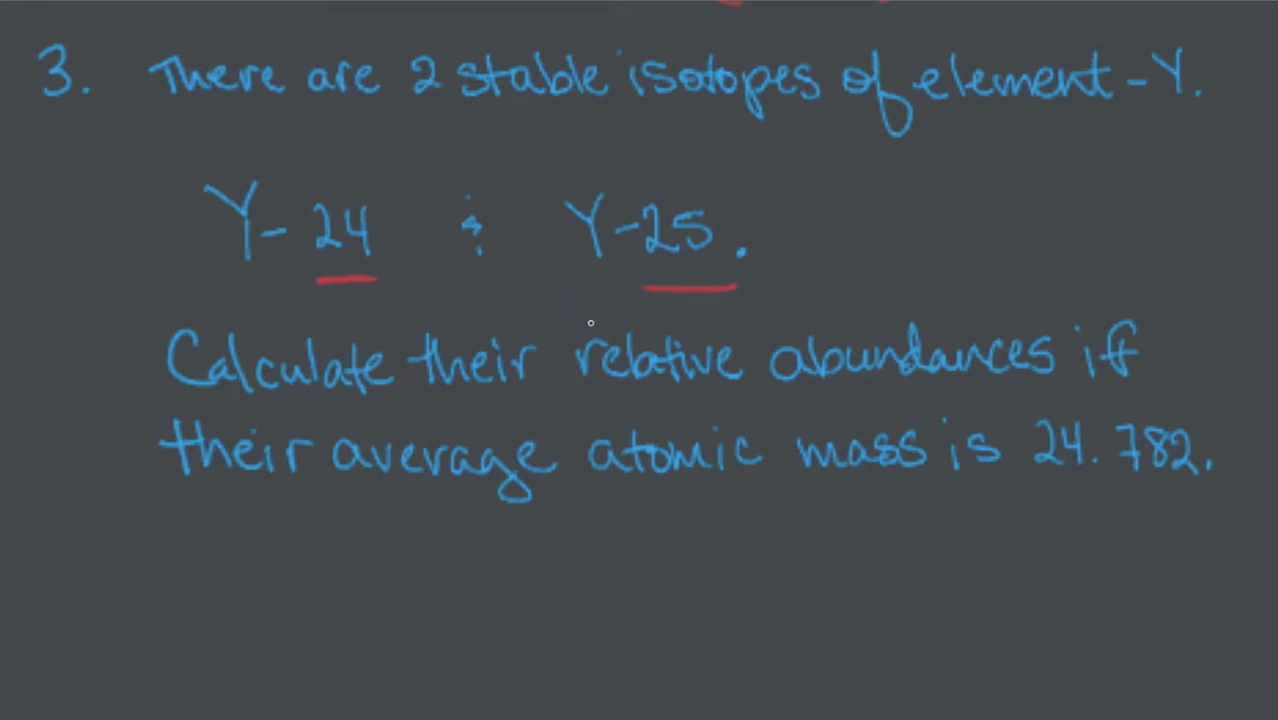 3. There are 2 stable isotopes of element-Y.
Y-24 & Y-25.
Calculate their relative abundances if
their average atomic mass is 24.782.